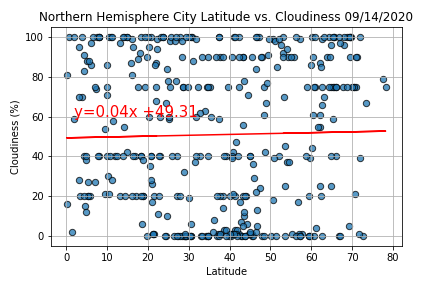 Northern Hemisphere City Latitude vs. Cloudiness 09/14/2020
100
80
y=0.04x +49.31
60
40
20
0
Cloudiness (%)
0 10 20 30 40 50 60 70 80
Latitude